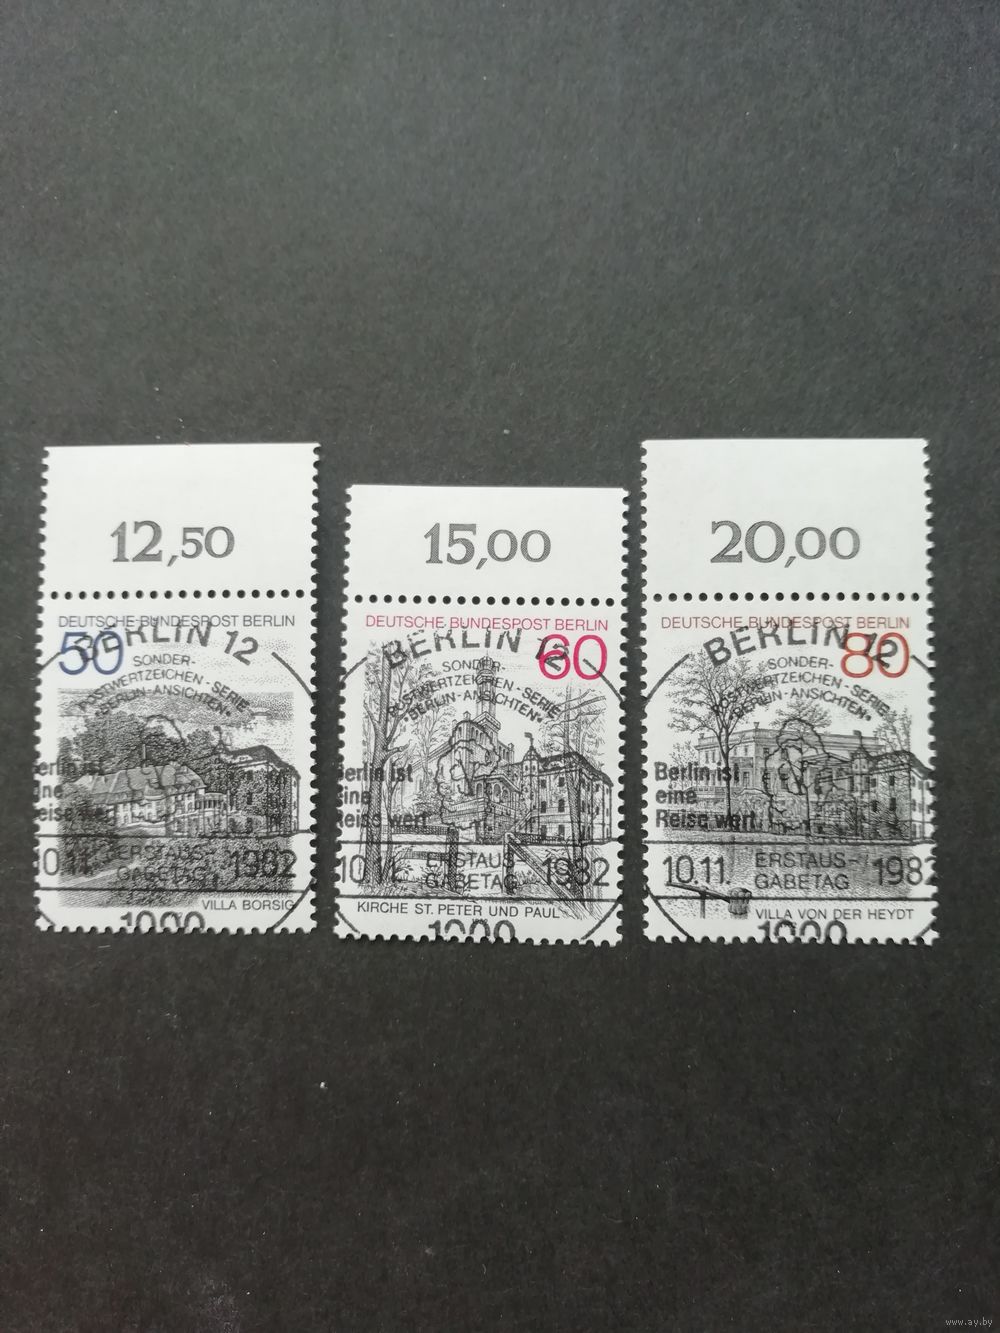 12,50
DEUTSCHE BUNDESPOST BERLIN
50
BERLIN 12
SONDER-
POSTWERTZEICHEN-SERIE
"BERLIN-ANSICHTEN"
Berlin ist
eine
Reise wert
10.11. ERSTAUS- 1982
GABETAG
VILLA BORSIG
1000
15,00
DEUTSCHE BUNDESPOST BERLIN
60
BERLIN 12
SONDER-
POSTWERTZEICHEN-SERIE
"BERLIN-ANSICHTEN"
Berlin ist
eine
Reise wert
10.11. ERSTAUS- 1982
GABETAG
KIRCHE ST. PETER UND PAUL
1000
20,00
DEUTSCHE BUNDESPOST BERLIN
80
BERLIN 12
SONDER-
POSTWERTZEICHEN-SERIE
"BERLIN-ANSICHTEN"
Berlin ist
eine
Reise wert
10.11. ERSTAUS- 1982
GABETAG
VILLA VON DER HEYDT
1000
www.ay.by